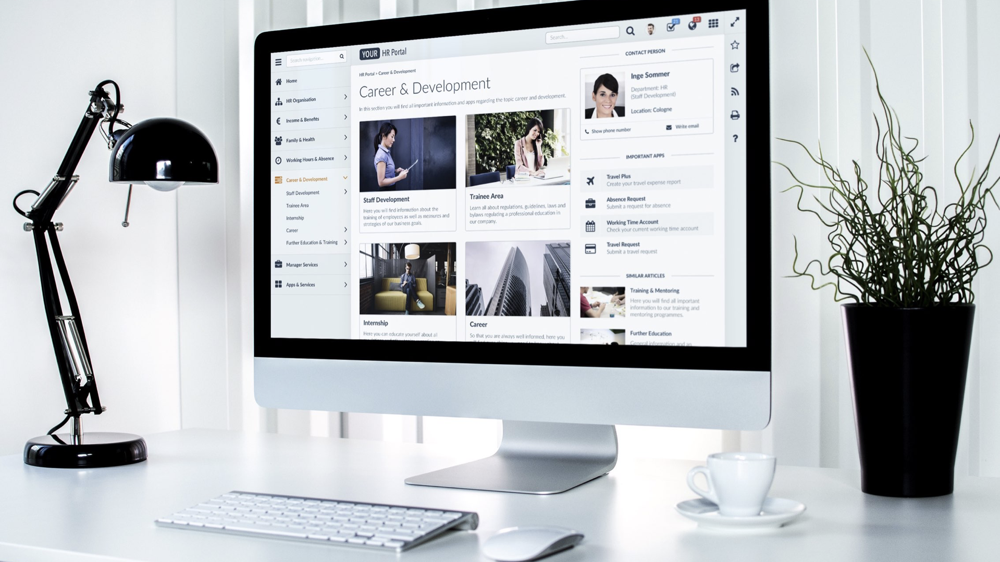 Search navigation...
Home
HR Organisation
€ Income & Benefits
Family & Health
Working Hours & Absence
Career & Development
Staff Development
Trainee Area
Internship
Career
Further Education & Training
Manager Services
Apps & Services
YOUR HR Portal
Search...
21
13
HR Portal > Career & Development
Career & Development
In this section you will find all important information and apps regarding the topic career and development.
Staff Development
Here you will find information about the
training of employees as well as measures and
strategies of our business goals.
Trainee Area
Learn all about regulations, guidelines, laws and
bylaws regulating a professional education in
our company.
Internship
Here you can educate yourself about all
Career
So that you are always well informed, here you
CONTACT PERSON
Inge Sommer
Department: HR
(Staff Development)
Location: Cologne
Show phone number
Write email
IMPORTANT APPS
Travel Plus
Create your travel expense report
Absence Request
Submit a request for absence
Working Time Account
Check your current working time account
Travel Request
Submit a travel request
SIMILAR ARTICLES
Training & Mentoring
Here you will find all important
information to our training and
mentoring programmes.
Further Education
General information and an
?